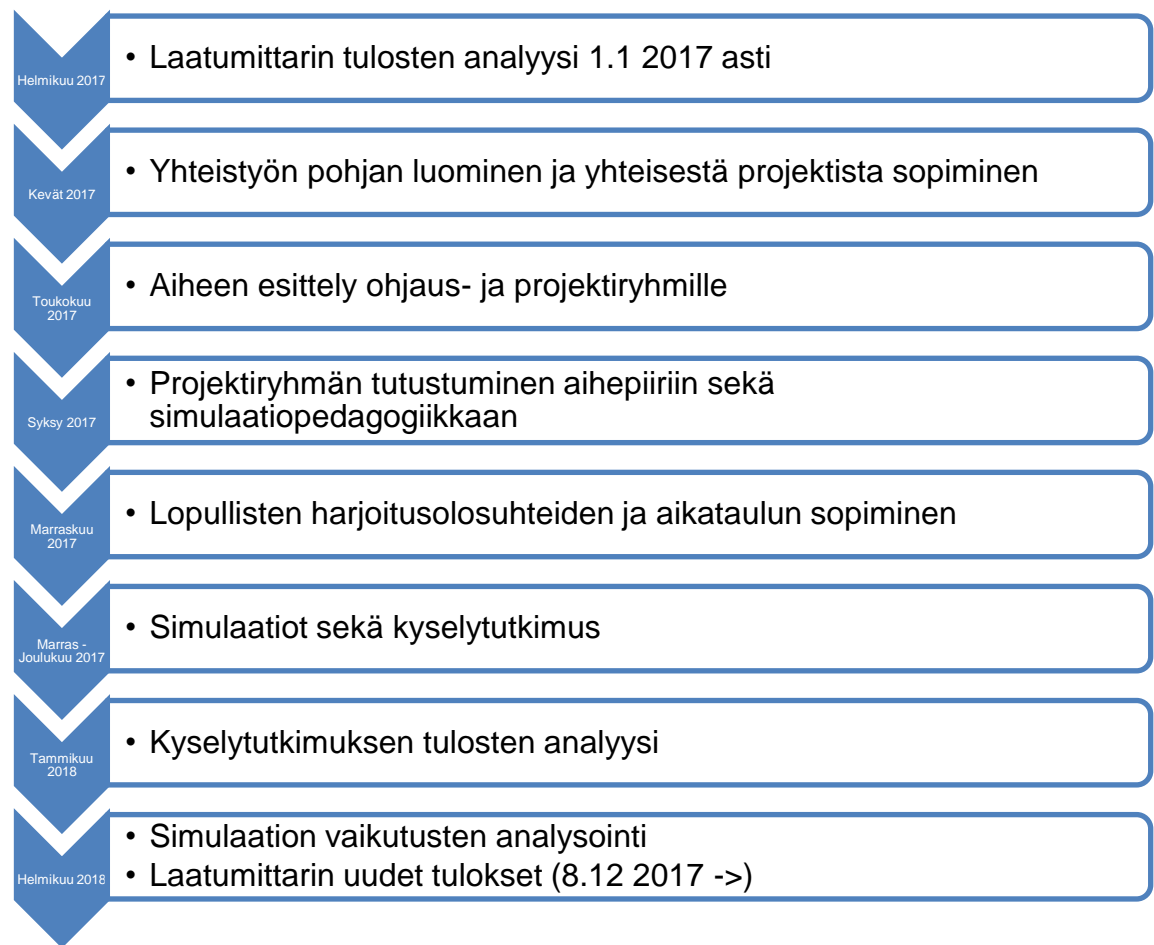 Helmikuu 2017
• Laatumittarin tulosten analyysi 1.1 2017 asti
Kevät 2017
• Yhteistyön pohjan luominen ja yhteisestä projektista sopiminen
Toukokuu
2017
• Aiheen esittely ohjaus- ja projektiryhmille
Syksy 2017
• Projektiryhmän tutustuminen aihepiiriin sekä
simulaatiopedagogiikkaan
Marraskuu
2017
• Lopullisten harjoitusolosuhteiden ja aikataulun sopiminen
Marras -
Joulukuu 2017
• Simulaatiot sekä kyselytutkimus
Tammikuu
2018
• Kyselytutkimuksen tulosten analyysi
Helmikuu 2018
• Simulaation vaikutusten analysointi
• Laatumittarin uudet tulokset (8.12 2017 ->)